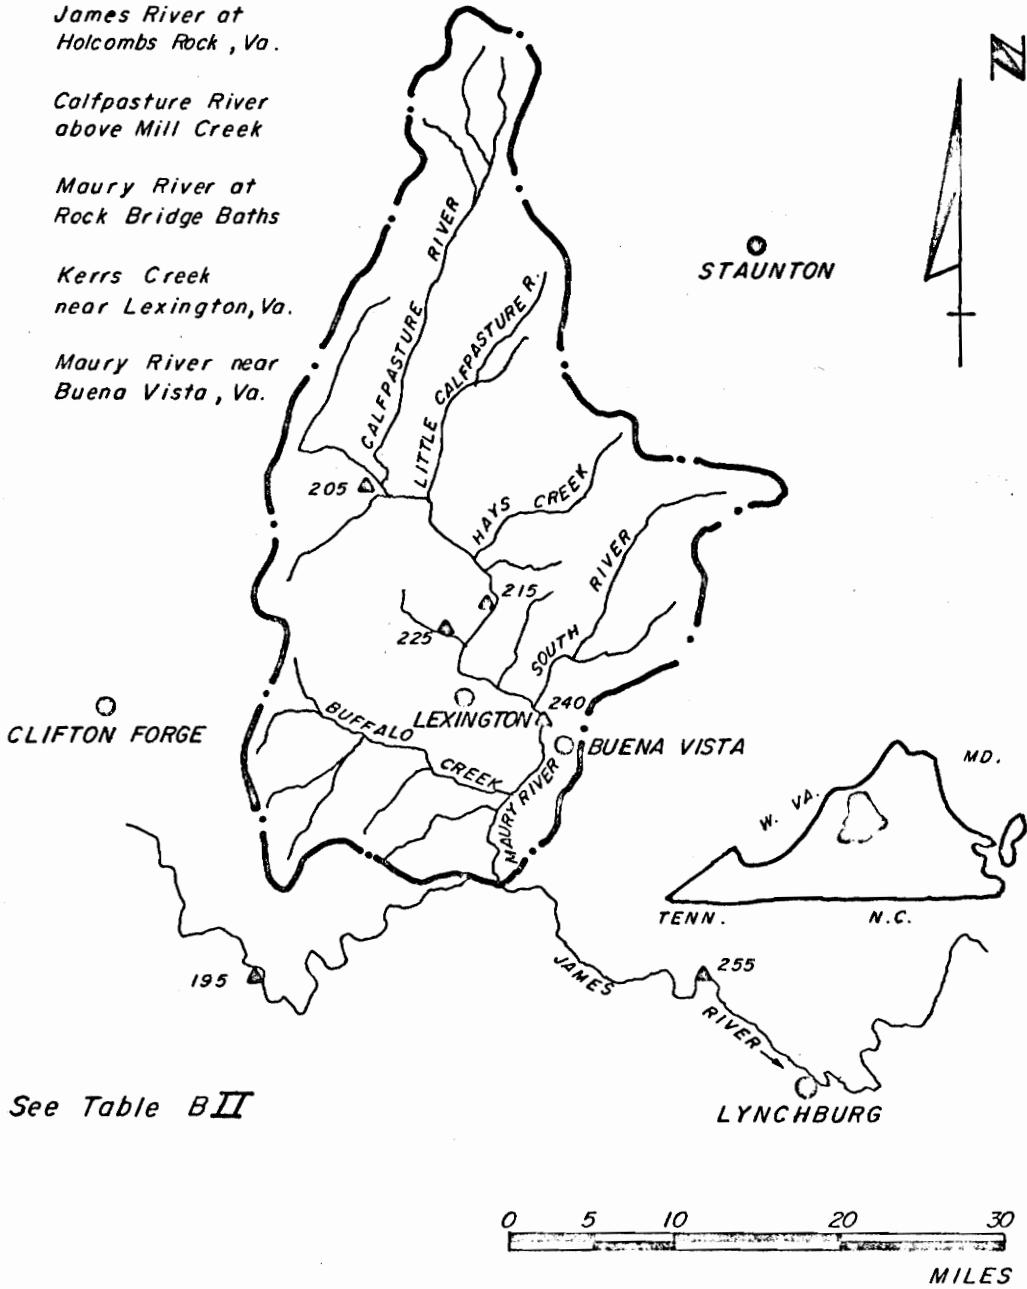 James River at
Holcombs Rock, Va.
Calfpasture River
above Mill Creek
Maury River at
Rock Bridge Baths
Kerrs Creek
near Lexington, Va.
Maury River near
Buena Vista, Va.
N
STAUNTON
CALFPASTURE RIVER
LITTLE CALFPASTURE R.
205
HAYS CREEK
SOUTH RIVER
215
225
240
CLIFTON FORGE
LEXINGTON
BUFFALO CREEK
BUENA VISTA
MAURY RIVER
W. VA.
MD.
TENN.
N.C.
195
JAMES RIVER
255
LYNCHBURG
See Table B II
0 5 10 20 30
MILES